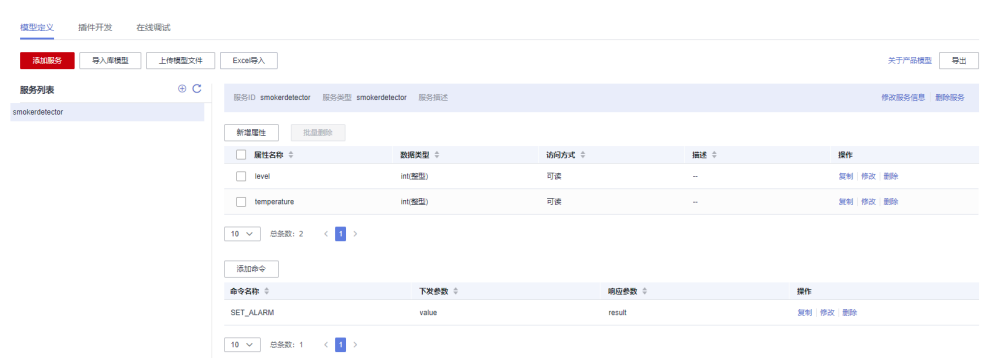 模型定义 插件开发 在线调试
添加服务 导入库模型 上传模型文件 Excel导入 关于产品模型 导出
服务列表
smokerdetector
服务ID smokerdetector 服务类型 smokerdetector 服务描述 修改服务信息 删除服务
新增属性 批量删除
属性名称 数据类型 访问方式 描述 操作
level int(整型) 可读 -- 复制 修改 删除
temperature int(整型) 可读 -- 复制 修改 删除
10 总条数：2 < 1 >
添加命令
命令名称 下发参数 响应参数 操作
SET_ALARM value result 复制 修改 删除
10 总条数：1 < 1 >